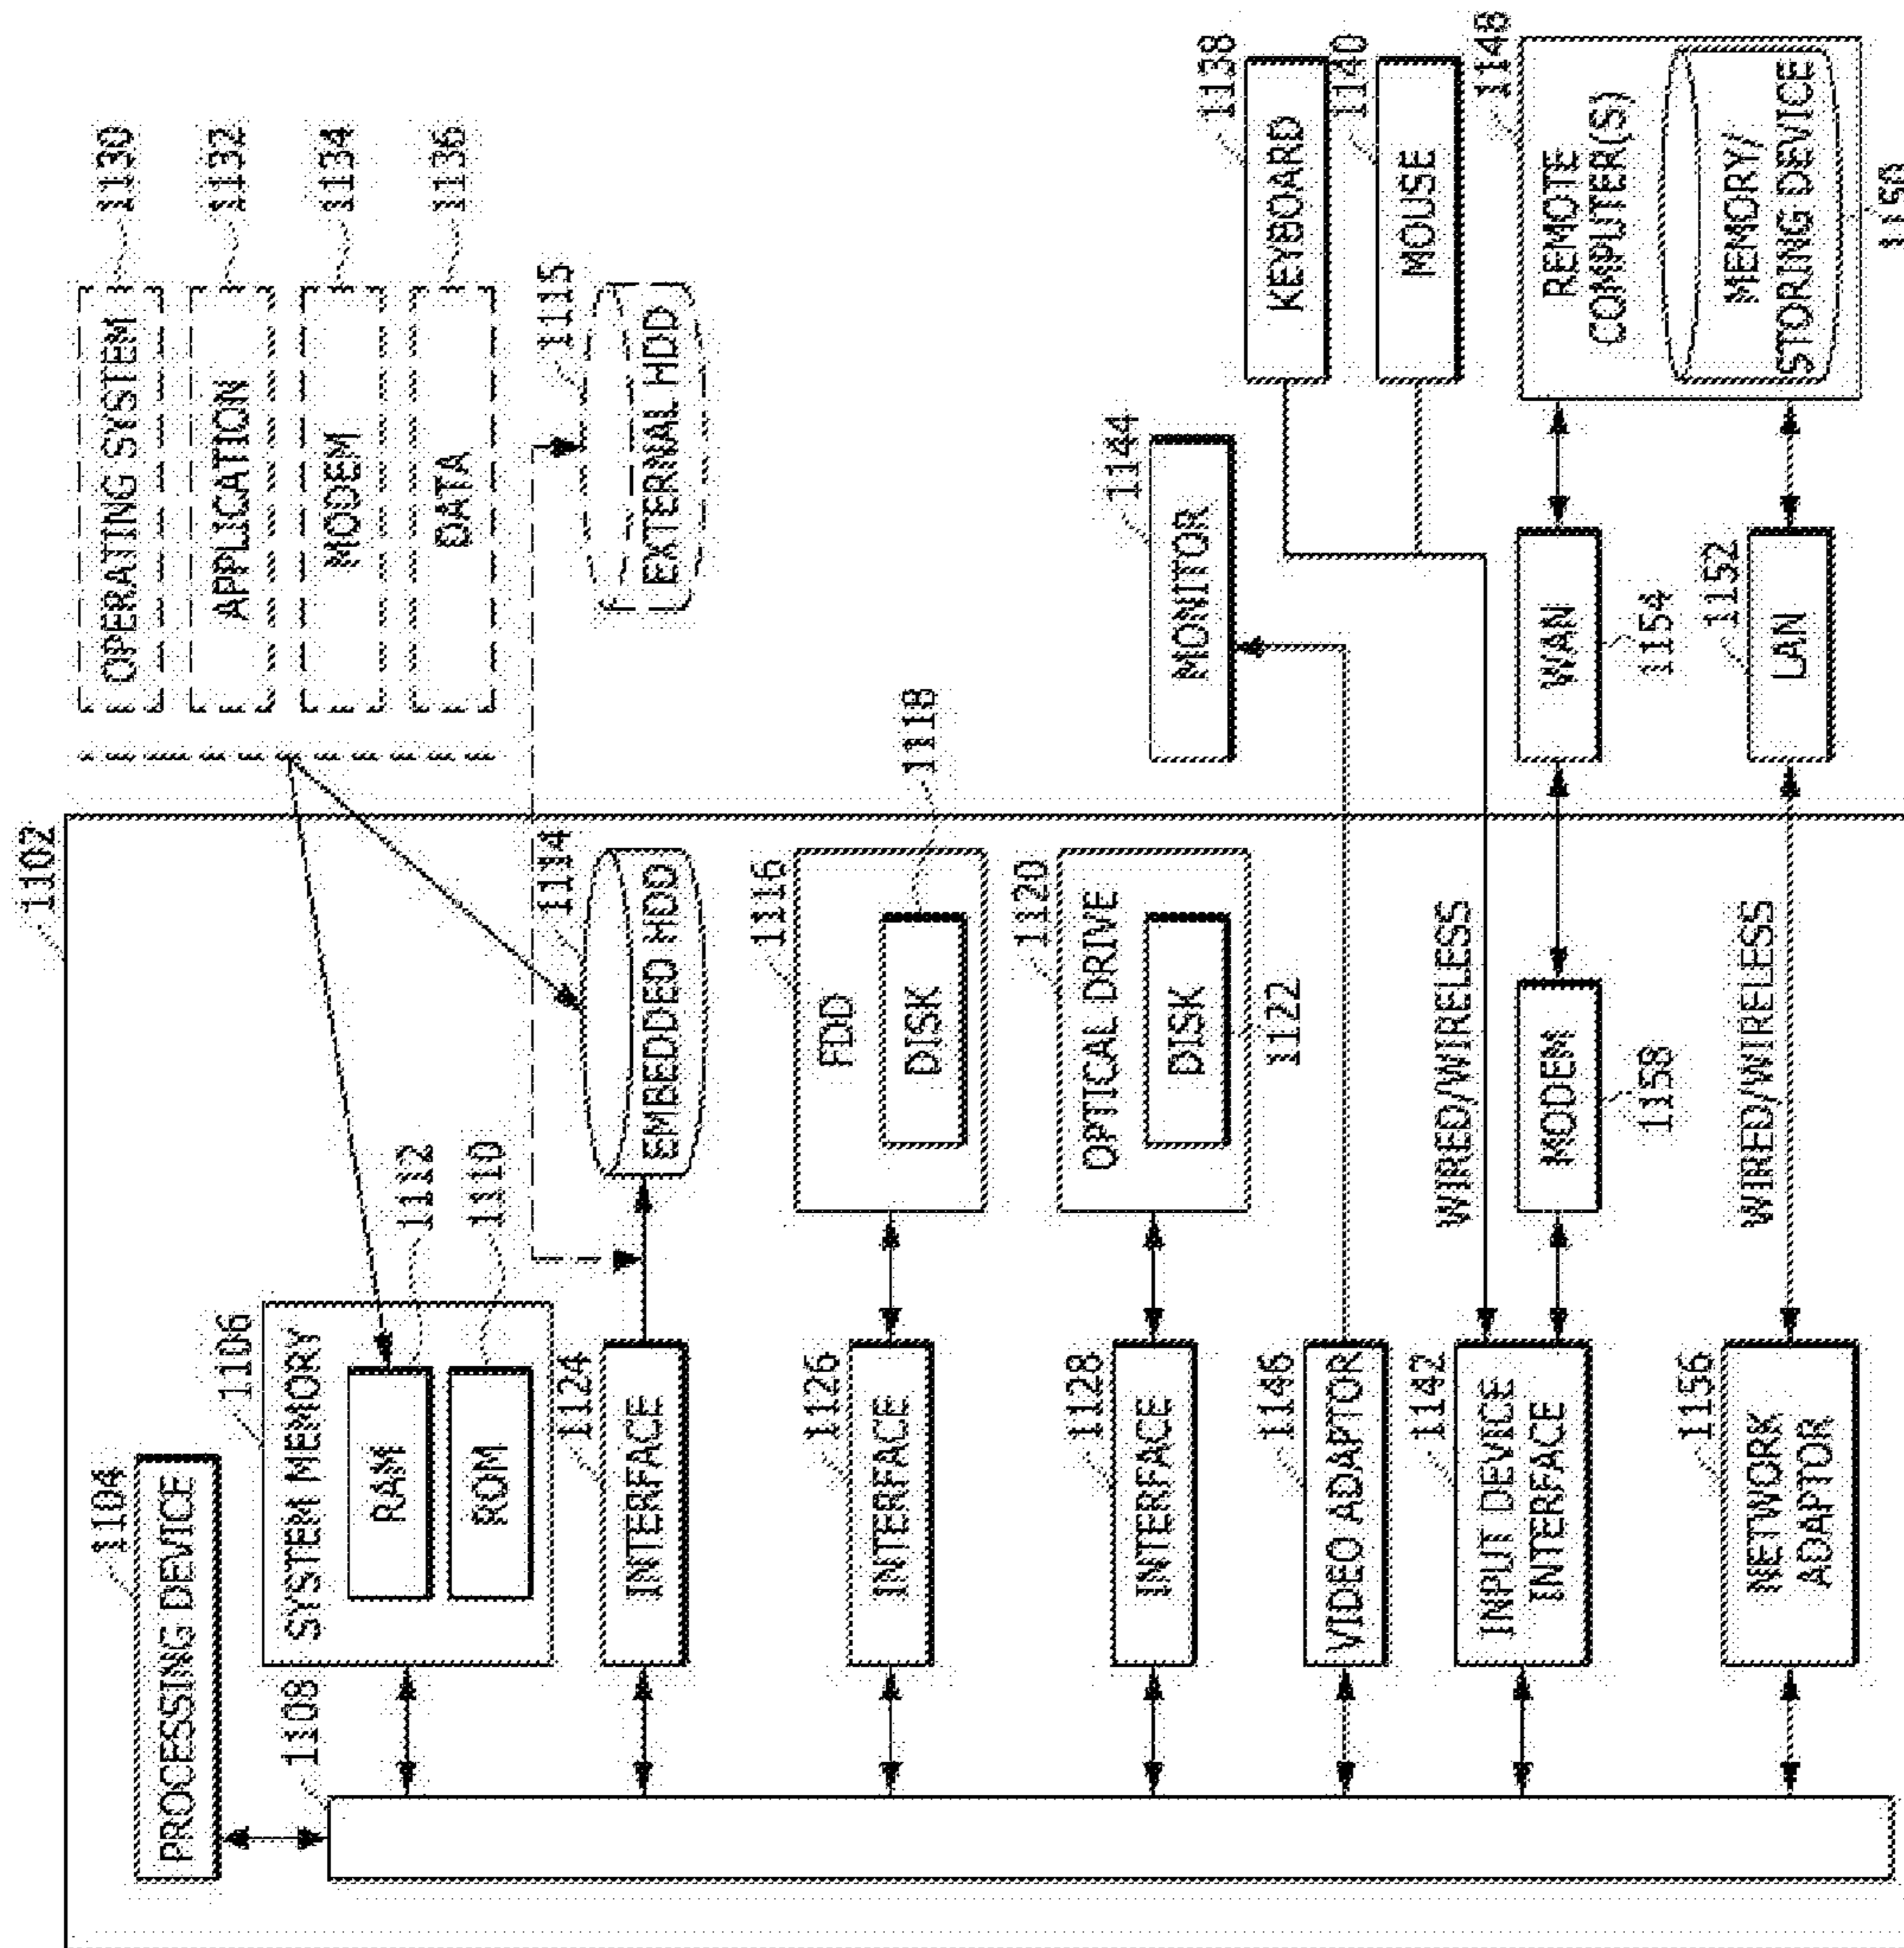 1102
1104
PROCESSING DEVICE
1106
SYSTEM MEMORY
RAM
1112
ROM
1110
1108
1130
OPERATING SYSTEM
1132
APPLICATION
1134
MODEM
1136
DATA
1124
INTERFACE
1114
EMBEDDED HDD
1115
EXTERNAL HDD
1126
INTERFACE
1116
FDD
DISK
1118
1128
INTERFACE
1120
OPTICAL DRIVE
DISK
1122
1146
VIDEO ADAPTOR
1144
MONITOR
1138
KEYBOARD
1140
MOUSE
1142
INPUT DEVICE
INTERFACE
WIRED/WIRELESS
MODEM
1158
WAN
1154
1148
REMOTE
COMPUTER(S)
MEMORY/
STORING DEVICE
1150
1156
NETWORK
ADAPTOR
WIRED/WIRELESS
1152
LAN